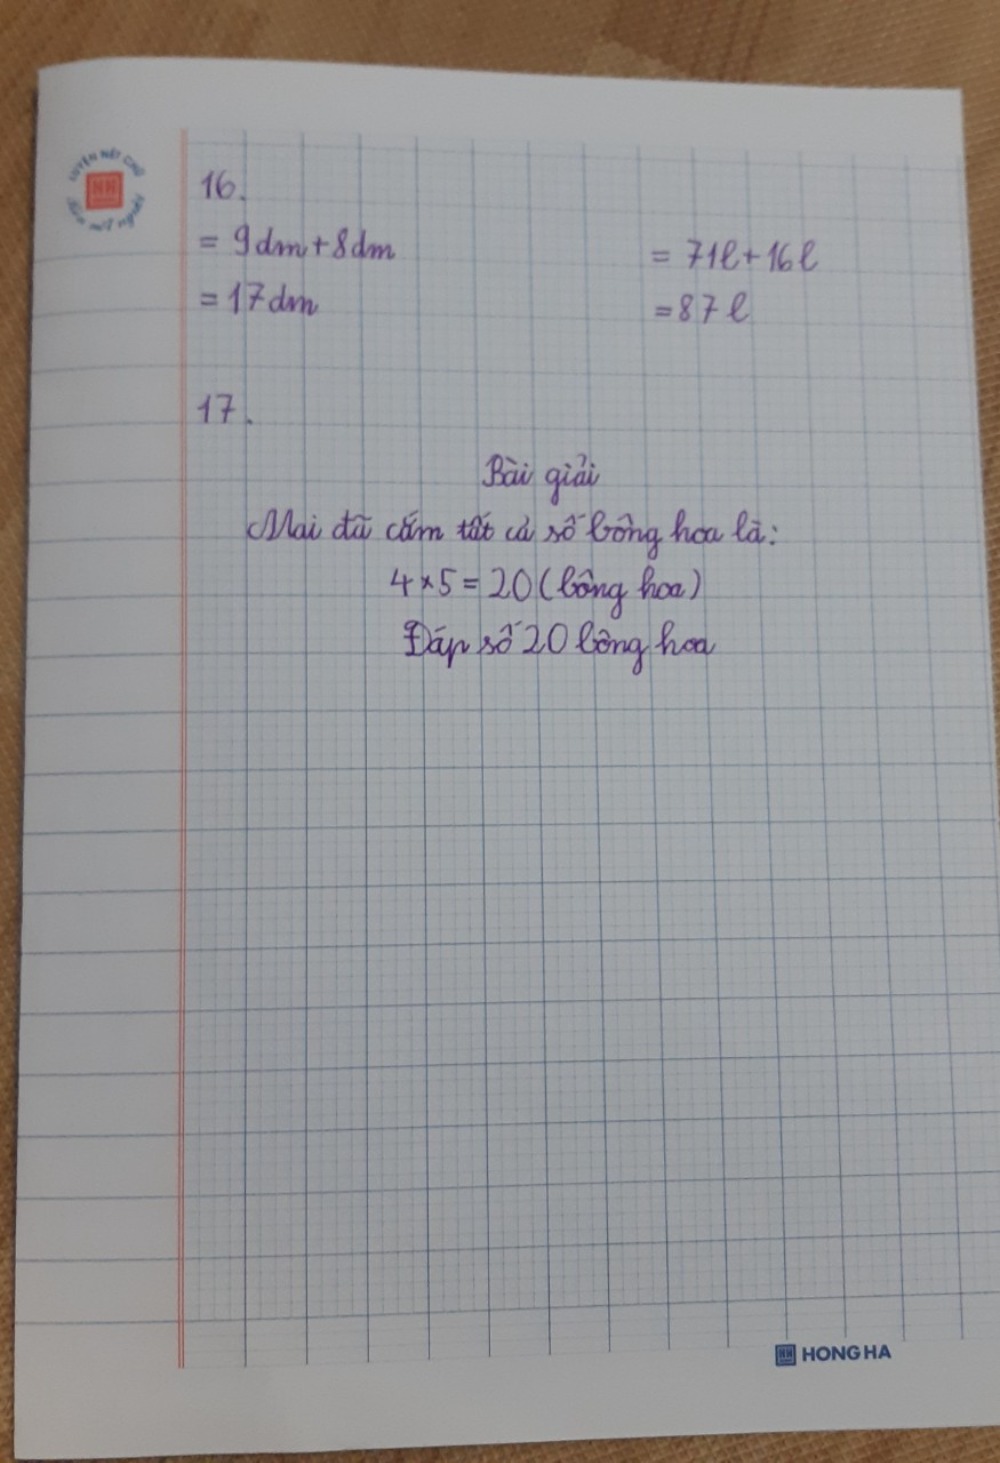 LUYỆN NÉT CHỮ
Rèn nết người
16.
= 9dm + 8dm
= 17dm
= 71l + 16l
= 87l
17.
Bài giải
Mai đã cắm tất cả số bông hoa là:
4 × 5 = 20 (bông hoa)
Đáp số 20 bông hoa
HONG HA